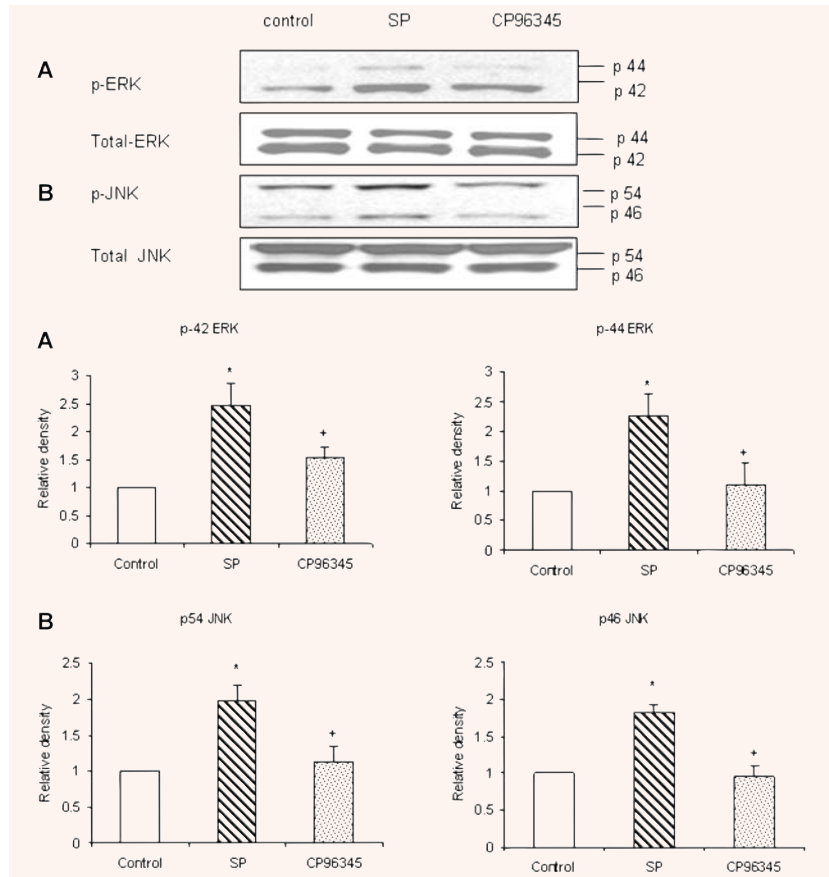 control SP CP96345
A
p-ERK
p 44
p 42
Total-ERK
p 44
p 42
B
p-JNK
p 54
p 46
Total JNK
p 54
p 46
A
p-42 ERK
Relative density
3
2.5
2
1.5
1
0.5
0
*
+
Control SP CP96345
p-44 ERK
Relative density
3
2.5
2
1.5
1
0.5
0
*
+
Control SP CP96345
B
p54 JNK
Relative density
2.5
2
1.5
1
0.5
0
*
+
Control SP CP96345
p46 JNK
Relative density
2.5
2
1.5
1
0.5
0
*
+
Control SP CP96345